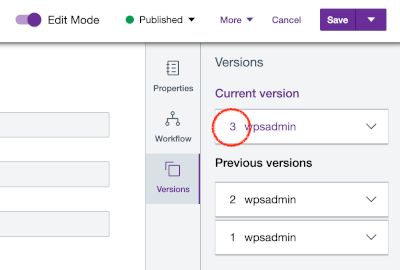 Edit Mode Published More Cancel Save
Versions
Properties
Current version
3 wpsadmin
Workflow
Previous versions
Versions
2 wpsadmin
1 wpsadmin